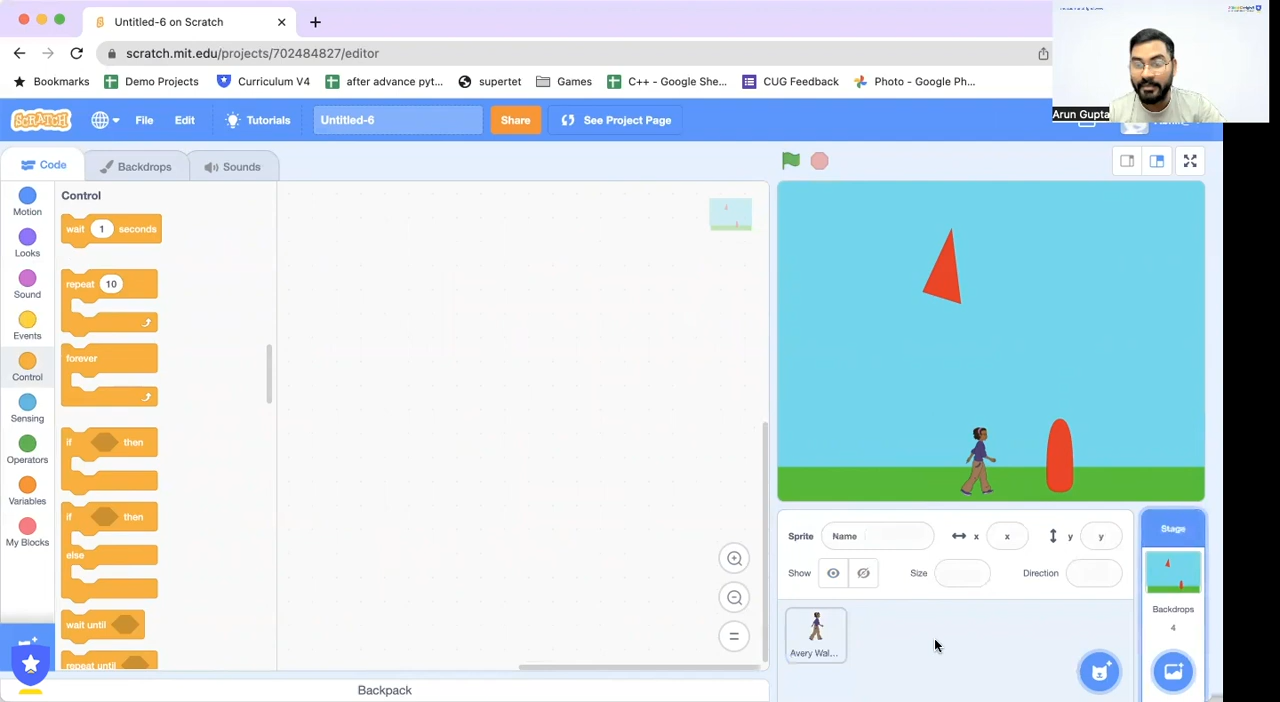 Untitled-6 on Scratch
scratch.mit.edu/projects/702484827/editor
Bookmarks Demo Projects Curriculum V4 after advance pyt... supertet Games C++ - Google She... CUG Feedback Photo - Google Ph...
Arun Gupta
SCRATCH File Edit Tutorials Untitled-6 Share See Project Page
Code Backdrops Sounds
Motion
Looks
Sound
Events
Control
Sensing
Operators
Variables
My Blocks
Control
wait 1 seconds
repeat 10
forever
if then
if then
else
wait until
repeat until
Backpack
Sprite Name x x y y
Show Size Direction
Avery Wal...
Stage
Backdrops
4